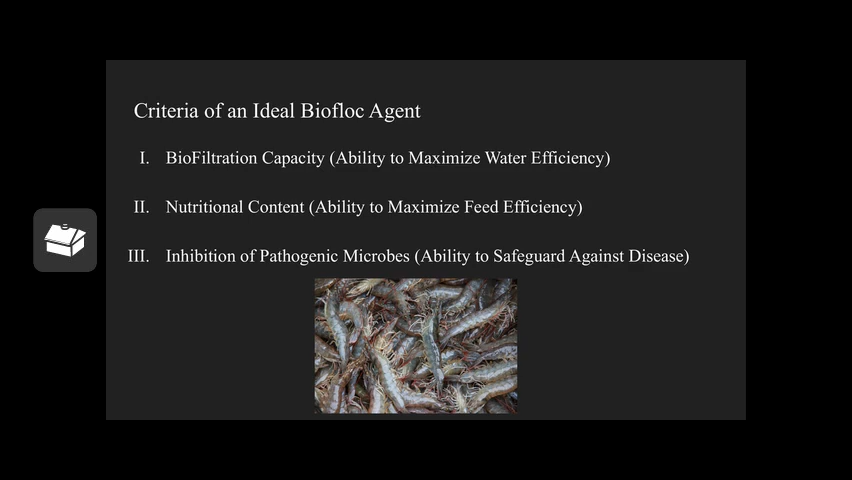 Criteria of an Ideal Biofloc Agent
I. BioFiltration Capacity (Ability to Maximize Water Efficiency)
II. Nutritional Content (Ability to Maximize Feed Efficiency)
III. Inhibition of Pathogenic Microbes (Ability to Safeguard Against Disease)